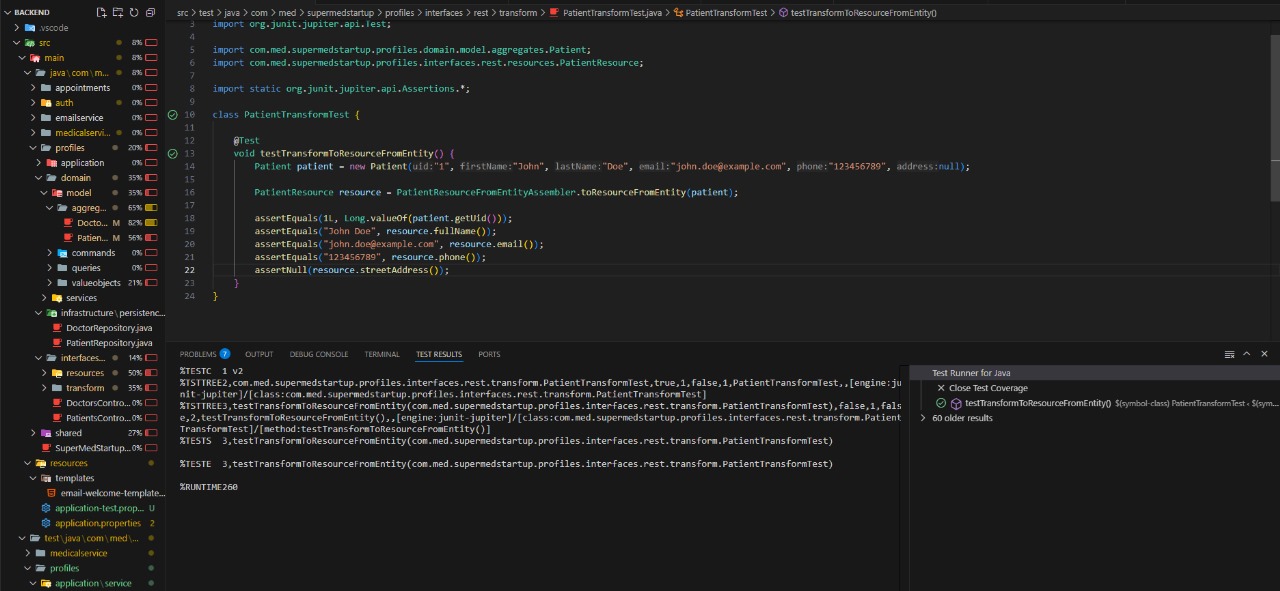 BACKEND
.vscode
src 8%
main 8%
java\com\m... 8%
appointments 0%
auth 0%
emailservice 0%
medicalservi... 0%
profiles 20%
application 0%
domain 35%
model 35%
aggreg... 65%
Docto... M 82%
Patien... M 56%
commands 0%
queries 0%
valueobjects 21%
services
infrastructure\persistenc...
DoctorRepository.java
PatientRepository.java
interfaces... 14%
resources 50%
transform 35%
DoctorsContro... 0%
PatientsContro... 0%
shared 27%
SuperMedStartup... 0%
resources
templates
email-welcome-template...
application-test.prop... U
application.properties 2
test\java\com\med\...
medicalservice
profiles
application\service
src > test > java > com > med > supermedstartup > profiles > interfaces > rest > transform > PatientTransformTest.java > PatientTransformTest > testTransformToResourceFromEntity()
3 import org.junit.jupiter.api.Test;
4
5 import com.med.supermedstartup.profiles.domain.model.aggregates.Patient;
6 import com.med.supermedstartup.profiles.interfaces.rest.resources.PatientResource;
7
8 import static org.junit.jupiter.api.Assertions.*;
9
10 class PatientTransformTest {
11
12 @Test
13 void testTransformToResourceFromEntity() {
14 Patient patient = new Patient(uid:"1", firstName:"John", lastName:"Doe", email:"john.doe@example.com", phone:"123456789", address:null);
15
16 PatientResource resource = PatientResourceFromEntityAssembler.toResourceFromEntity(patient);
17
18 assertEquals(1L, Long.valueOf(patient.getUid()));
19 assertEquals("John Doe", resource.fullName());
20 assertEquals("john.doe@example.com", resource.email());
21 assertEquals("123456789", resource.phone());
22 assertNull(resource.streetAddress());
23 }
24 }
PROBLEMS 7 OUTPUT DEBUG CONSOLE TERMINAL TEST RESULTS PORTS
%TESTC 1 v2
%TSTTREE2,com.med.supermedstartup.profiles.interfaces.rest.transform.PatientTransformTest,true,1,false,1,PatientTransformTest,,[engine:ju
nit-jupiter]/[class:com.med.supermedstartup.profiles.interfaces.rest.transform.PatientTransformTest]
%TSTTREE3,testTransformToResourceFromEntity(com.med.supermedstartup.profiles.interfaces.rest.transform.PatientTransformTest),false,1,fals
e,2,testTransformToResourceFromEntity(),,[engine:junit-jupiter]/[class:com.med.supermedstartup.profiles.interfaces.rest.transform.Patient
TransformTest]/[method:testTransformToResourceFromEntity()]
%TESTS 3,testTransformToResourceFromEntity(com.med.supermedstartup.profiles.interfaces.rest.transform.PatientTransformTest)
%TESTE 3,testTransformToResourceFromEntity(com.med.supermedstartup.profiles.interfaces.rest.transform.PatientTransformTest)
%RUNTIME260
Test Runner for Java
Close Test Coverage
testTransformToResourceFromEntity() $(symbol-class) PatientTransformTest < $(sym...
60 older results